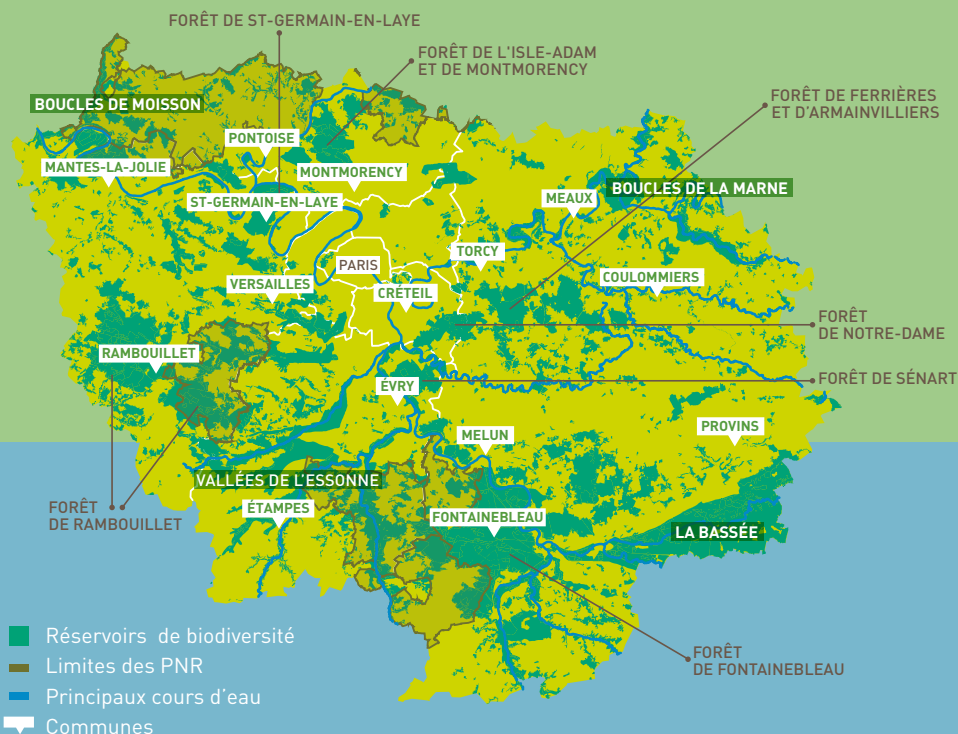 FORÊT DE ST-GERMAIN-EN-LAYE
FORÊT DE L'ISLE-ADAM
ET DE MONTMORENCY
FORÊT DE FERRIÈRES
ET D'ARMAINVILLIERS
BOUCLES DE MOISSON
PONTOISE
MANTES-LA-JOLIE
MONTMORENCY
BOUCLES DE LA MARNE
MEAUX
ST-GERMAIN-EN-LAYE
TORCY
PARIS
COULOMMIERS
VERSAILLES
CRÉTEIL
FORÊT
DE NOTRE-DAME
RAMBOUILLET
FORÊT DE SÉNART
ÉVRY
PROVINS
MELUN
VALLÉES DE L'ESSONNE
FORÊT
DE RAMBOUILLET
ÉTAMPES
FONTAINEBLEAU
LA BASSÉE
FORÊT
DE FONTAINEBLEAU
Réservoirs de biodiversité
Limites des PNR
Principaux cours d'eau
Communes